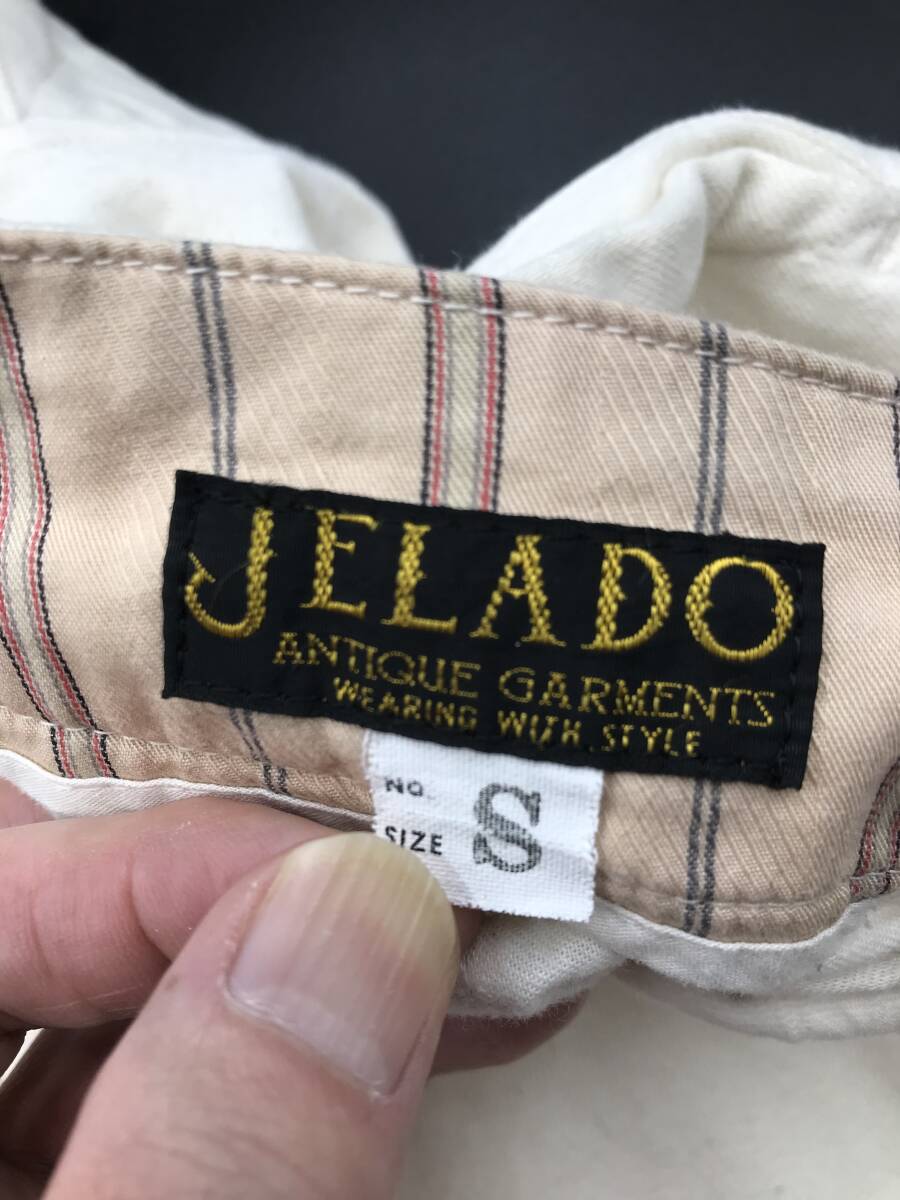 JELADO
ANTIQUE GARMENTS
WEARING WITH STYLE
NO.
SIZE S